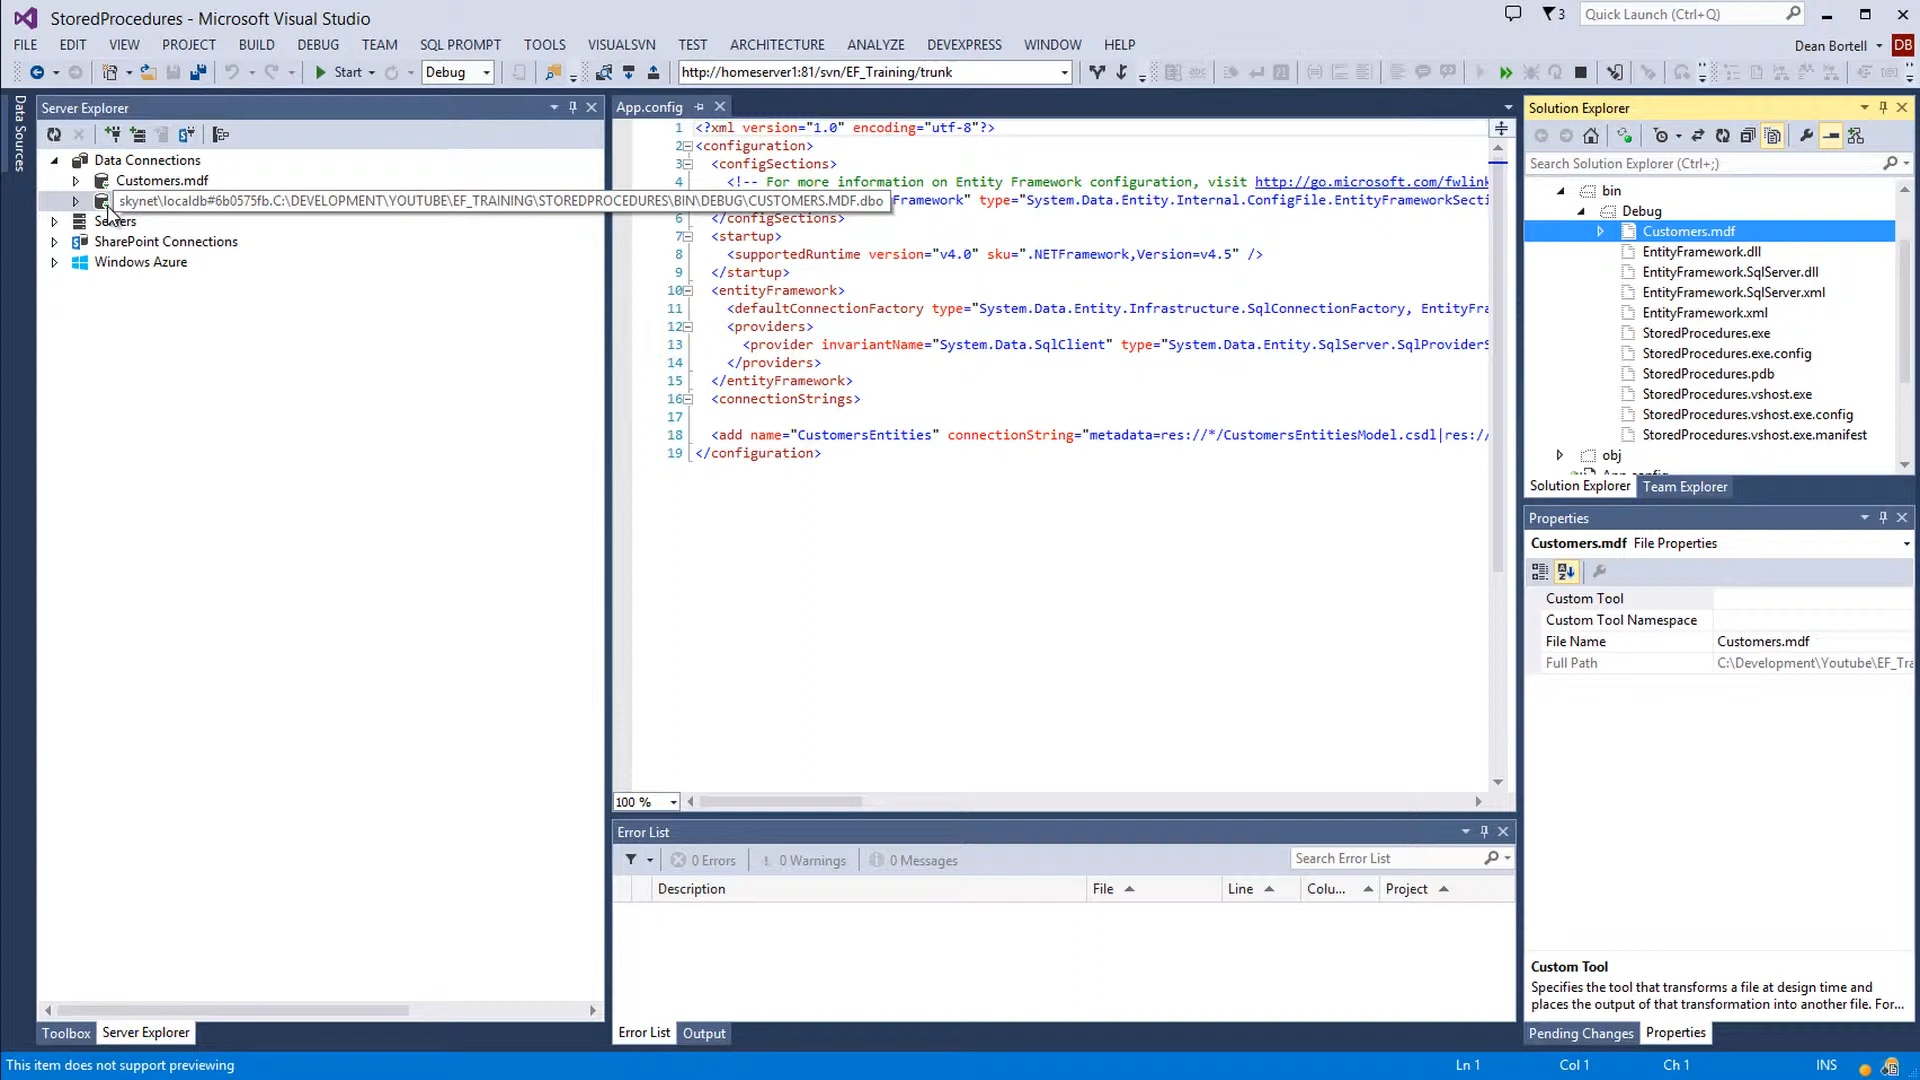 StoredProcedures - Microsoft Visual Studio
3
Quick Launch (Ctrl+Q)
FILE EDIT VIEW PROJECT BUILD DEBUG TEAM SQL PROMPT TOOLS VISUALSVN TEST ARCHITECTURE ANALYZE DEVEXPRESS WINDOW HELP
Dean Bortell
DB
Start
Debug
http://homeserver1:81/svn/EF_Training/trunk
Data Sources
Server Explorer
Data Connections
Customers.mdf
skynet\localdb#6b0575fb.C:\DEVELOPMENT\YOUTUBE\EF_TRAINING\STOREDPROCEDURES\BIN\DEBUG\CUSTOMERS.MDF.dbo
Servers
SharePoint Connections
Windows Azure
Toolbox
Server Explorer
App.config
1 <?xml version="1.0" encoding="utf-8"?>
2 <configuration>
3 <configSections>
4 <!-- For more information on Entity Framework configuration, visit http://go.microsoft.com/fwlink
ramework" type="System.Data.Entity.Internal.ConfigFile.EntityFrameworkSecti
6 </configSections>
7 <startup>
8 <supportedRuntime version="v4.0" sku=".NETFramework,Version=v4.5" />
9 </startup>
10 <entityFramework>
11 <defaultConnectionFactory type="System.Data.Entity.Infrastructure.SqlConnectionFactory, EntityFra
12 <providers>
13 <provider invariantName="System.Data.SqlClient" type="System.Data.Entity.SqlServer.SqlProviderS
14 </providers>
15 </entityFramework>
16 <connectionStrings>
17
18 <add name="CustomersEntities" connectionString="metadata=res://*/CustomersEntitiesModel.csdl|res://
19 </configuration>
100 %
Error List
0 Errors
0 Warnings
0 Messages
Search Error List
Description File Line Colu... Project
Error List
Output
Solution Explorer
Search Solution Explorer (Ctrl+;)
bin
Debug
Customers.mdf
EntityFramework.dll
EntityFramework.SqlServer.dll
EntityFramework.SqlServer.xml
EntityFramework.xml
StoredProcedures.exe
StoredProcedures.exe.config
StoredProcedures.pdb
StoredProcedures.vshost.exe
StoredProcedures.vshost.exe.config
StoredProcedures.vshost.exe.manifest
obj
App.config
Solution Explorer
Team Explorer
Properties
Customers.mdf File Properties
Custom Tool
Custom Tool Namespace
File Name Customers.mdf
Full Path C:\Development\Youtube\EF_Tra
Custom Tool
Specifies the tool that transforms a file at design time and
places the output of that transformation into another file. For...
Pending Changes
Properties
This item does not support previewing
Ln 1
Col 1
Ch 1
INS